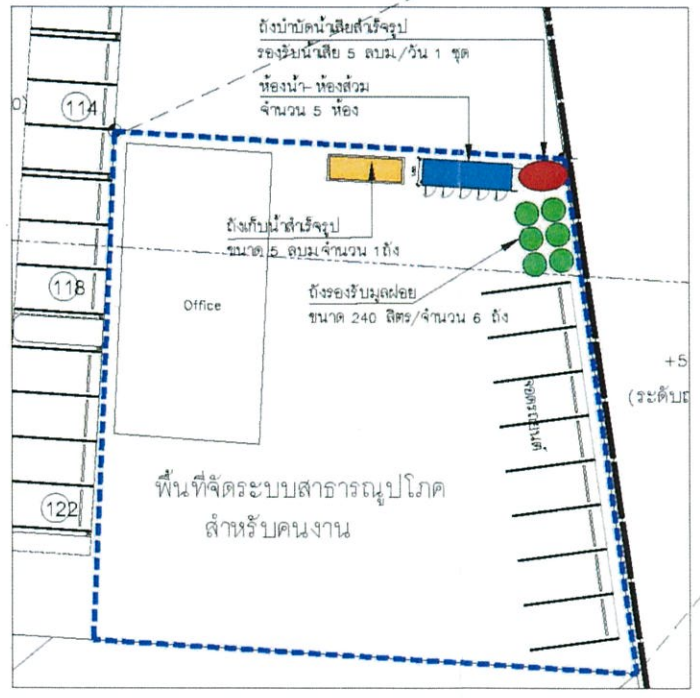 ถังบำบัดน้ำเสียสำเร็จรูป
รองรับน้ำเสีย 5 ลบม/วัน 1 ชุด
ห้องน้ำ-ห้องส้วม
จำนวน 5 ห้อง
114
ถังเก็บน้ำสำเร็จรูป
ขนาด 5 ลบม จำนวน 1ถัง
118
Office
ถังรองรับมูลฝอย
ขนาด 240 ลิตร/จำนวน 6 ถัง
+5
จอดรถยนต์
พื้นที่จัดระบบสาธารณูปโภค
สำหรับคนงาน
122